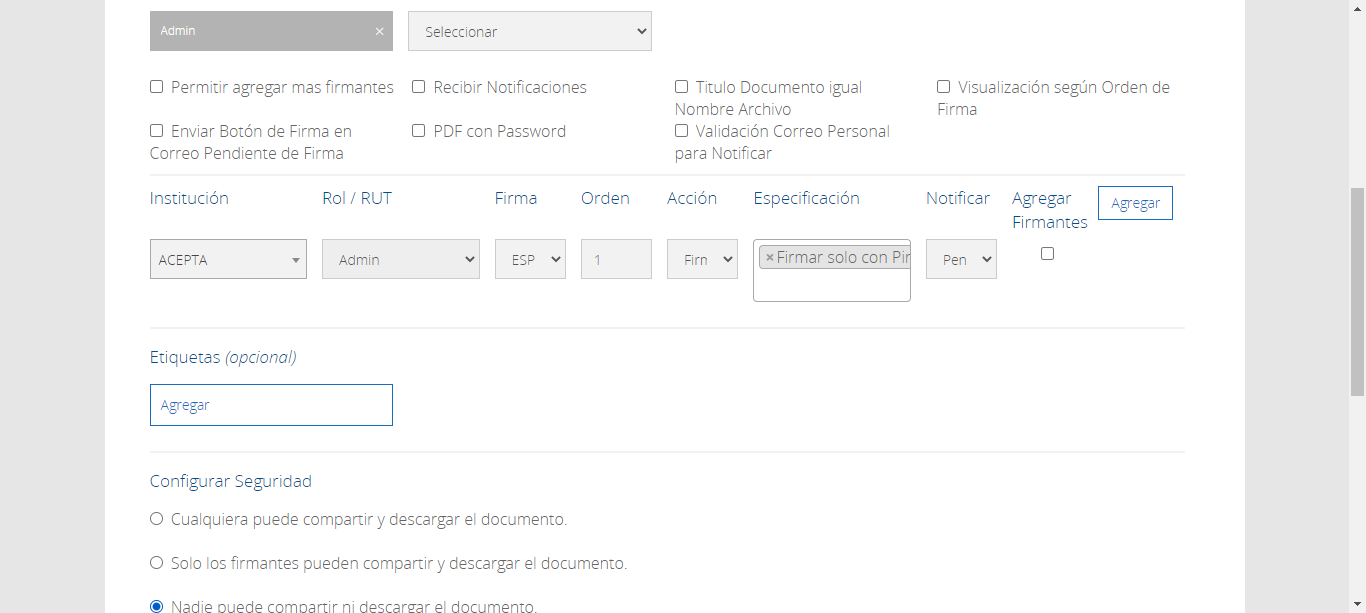 Admin × Seleccionar
Permitir agregar mas firmantes
Recibir Notificaciones
Titulo Documento igual
Nombre Archivo
Visualización según Orden de
Firma
Enviar Botón de Firma en
Correo Pendiente de Firma
PDF con Password
Validación Correo Personal
para Notificar
Institución Rol / RUT Firma Orden Acción Especificación Notificar Agregar
Firmantes
Agregar
ACEPTA Admin ESP 1 Firn ×Firmar solo con Pin Pen
Etiquetas (opcional)
Agregar
Configurar Seguridad
Cualquiera puede compartir y descargar el documento.
Solo los firmantes pueden compartir y descargar el documento.
Nadie puede compartir ni descargar el documento.